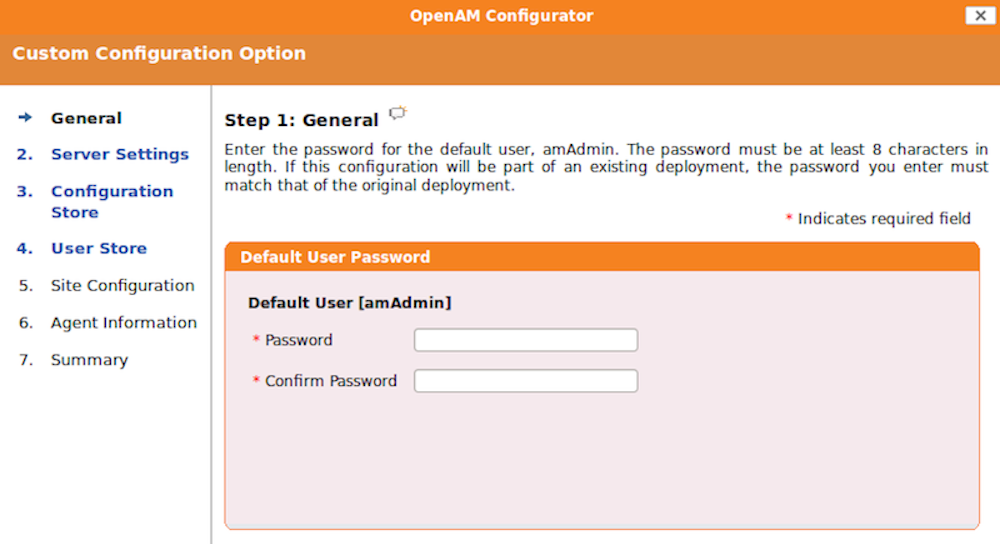 OpenAM Configurator
Custom Configuration Option
General
2. Server Settings
3. Configuration
Store
4. User Store
5. Site Configuration
6. Agent Information
7. Summary
Step 1: General
Enter the password for the default user, amAdmin. The password must be at least 8 characters in
length. If this configuration will be part of an existing deployment, the password you enter must
match that of the original deployment.
* Indicates required field
Default User Password
Default User [amAdmin]
* Password
* Confirm Password